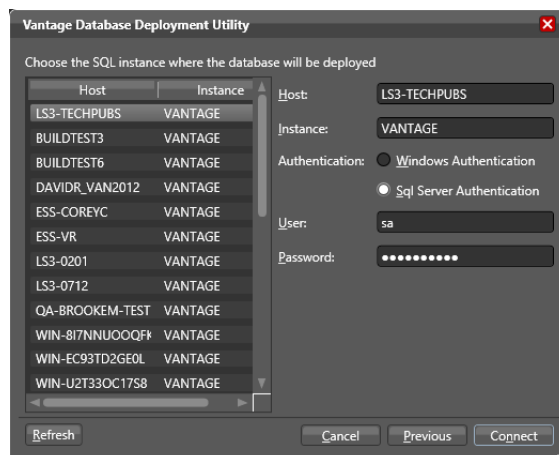 Vantage Database Deployment Utility
Choose the SQL instance where the database will be deployed
Host Instance
LS3-TECHPUBS VANTAGE
BUILDTEST3 VANTAGE
BUILDTEST6 VANTAGE
DAVIDR_VAN2012 VANTAGE
ESS-COREYC VANTAGE
ESS-VR VANTAGE
LS3-0201 VANTAGE
LS3-0712 VANTAGE
QA-BROOKEM-TEST VANTAGE
WIN-8I7NNUOOQFK VANTAGE
WIN-EC93TD2GE0L VANTAGE
WIN-U2T33OC17S8 VANTAGE
Host: LS3-TECHPUBS
Instance: VANTAGE
Authentication: Windows Authentication
Sql Server Authentication
User: sa
Password: ●●●●●●●●●●
Refresh Cancel Previous Connect